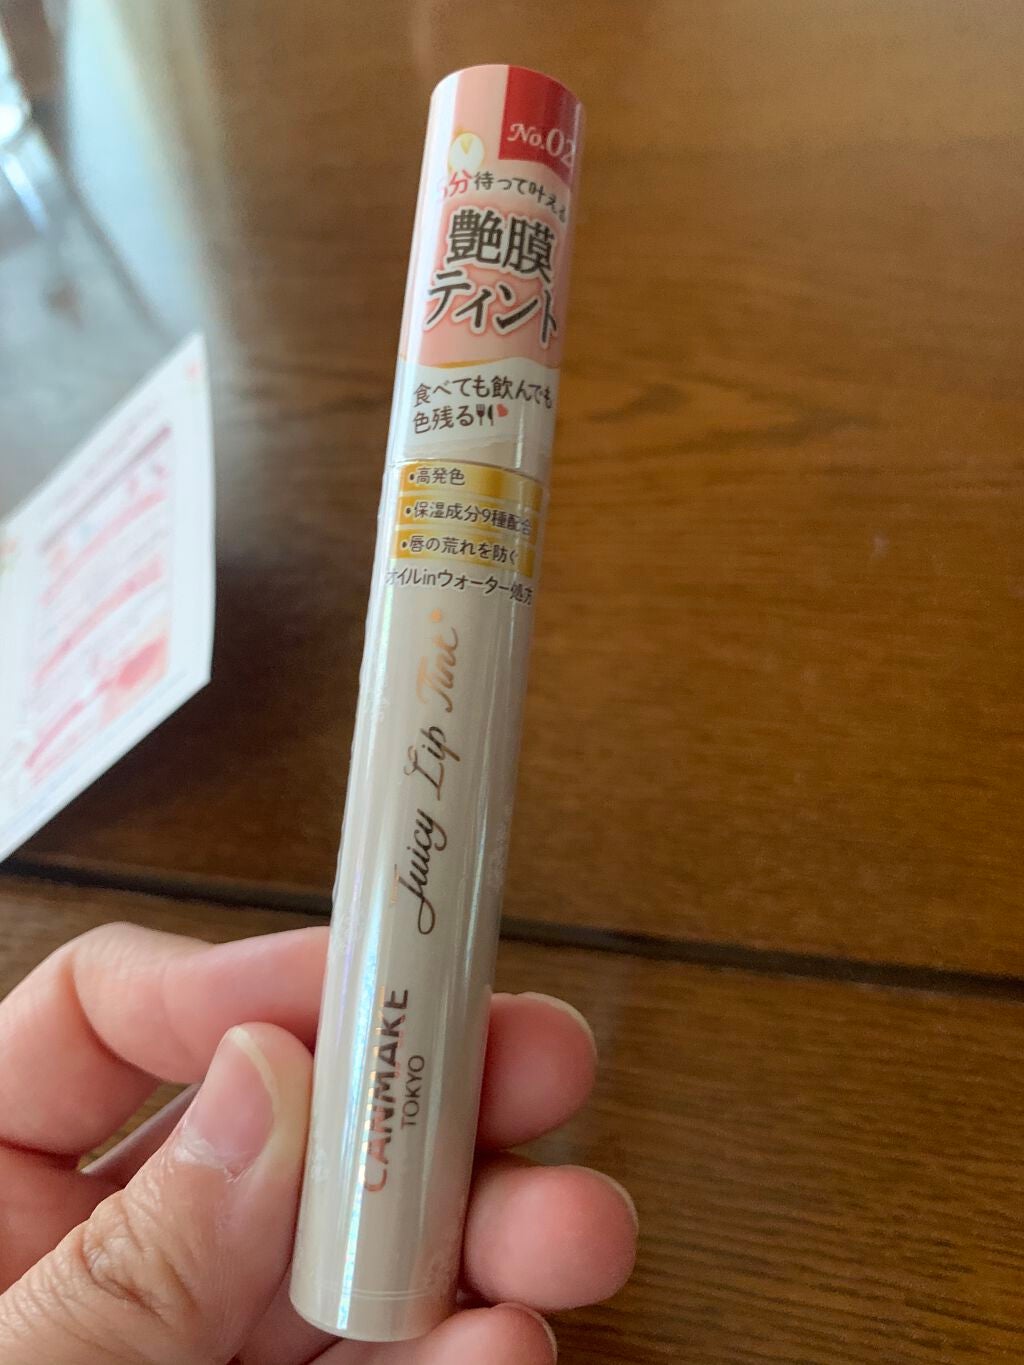 No.02
分待って叶える
艶膜
ティント
食べても飲んでも
色残る
•高発色
•保湿成分9種配合
•唇の荒れを防ぐ
オイルinウォーター処方
Juicy Lip Tint
CANMAKE
TOKYO